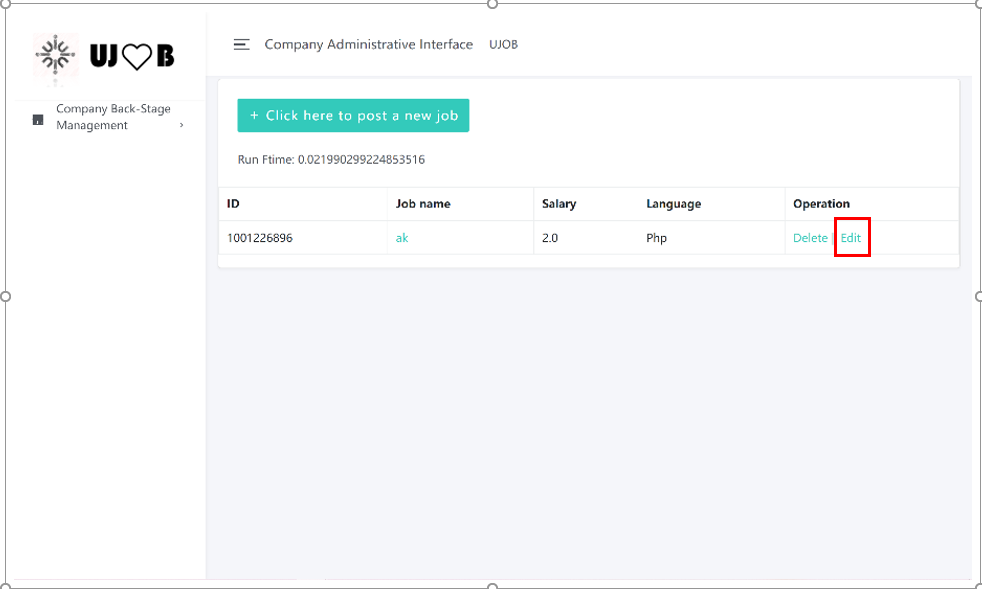 UJ♡B
Company Administrative Interface UJOB
Company Back-Stage
Management ›
+ Click here to post a new job
Run Ftime: 0.021990299224853516
ID Job name Salary Language Operation
1001226896 ak 2.0 Php Delete | Edit